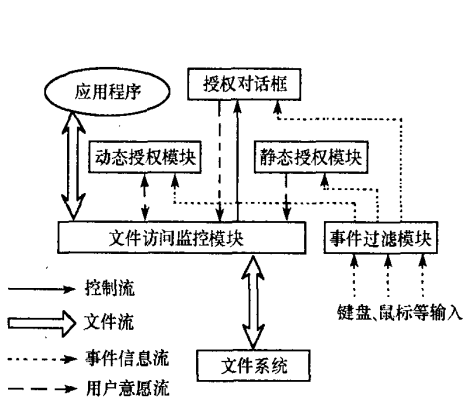 应用程序
授权对话框
动态授权模块
静态授权模块
文件访问监控模块
事件过滤模块
控制流
文件流
键盘、鼠标等输入
事件信息流
文件系统
用户意愿流